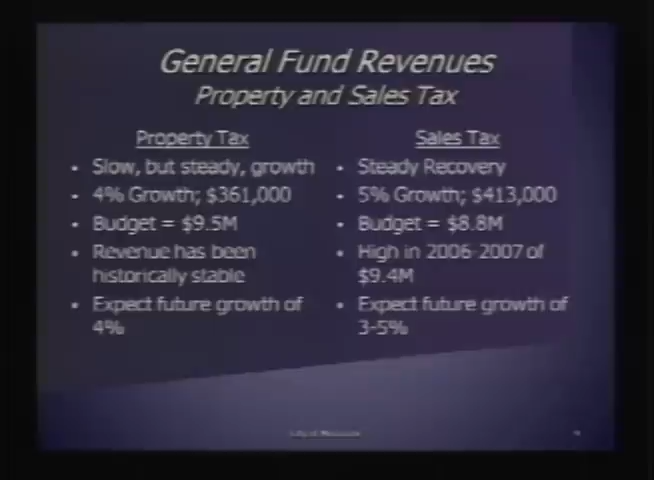 General Fund Revenues
Property and Sales Tax
Property Tax
• Slow, but steady, growth
• 4% Growth; $361,000
• Budget = $9.5M
• Revenue has been
historically stable
• Expect future growth of
4%
Sales Tax
• Steady Recovery
• 5% Growth; $413,000
• Budget = $8.8M
• High in 2006-2007 of
$9.4M
• Expect future growth of
3-5%
City of